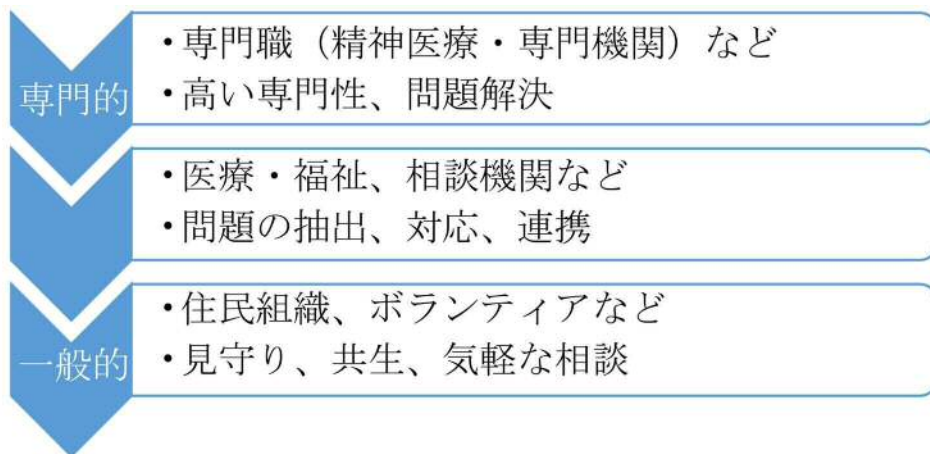 専門的
・専門職（精神医療・専門機関）など
・高い専門性、問題解決
・医療・福祉、相談機関など
・問題の抽出、対応、連携
一般的
・住民組織、ボランティアなど
・見守り、共生、気軽な相談